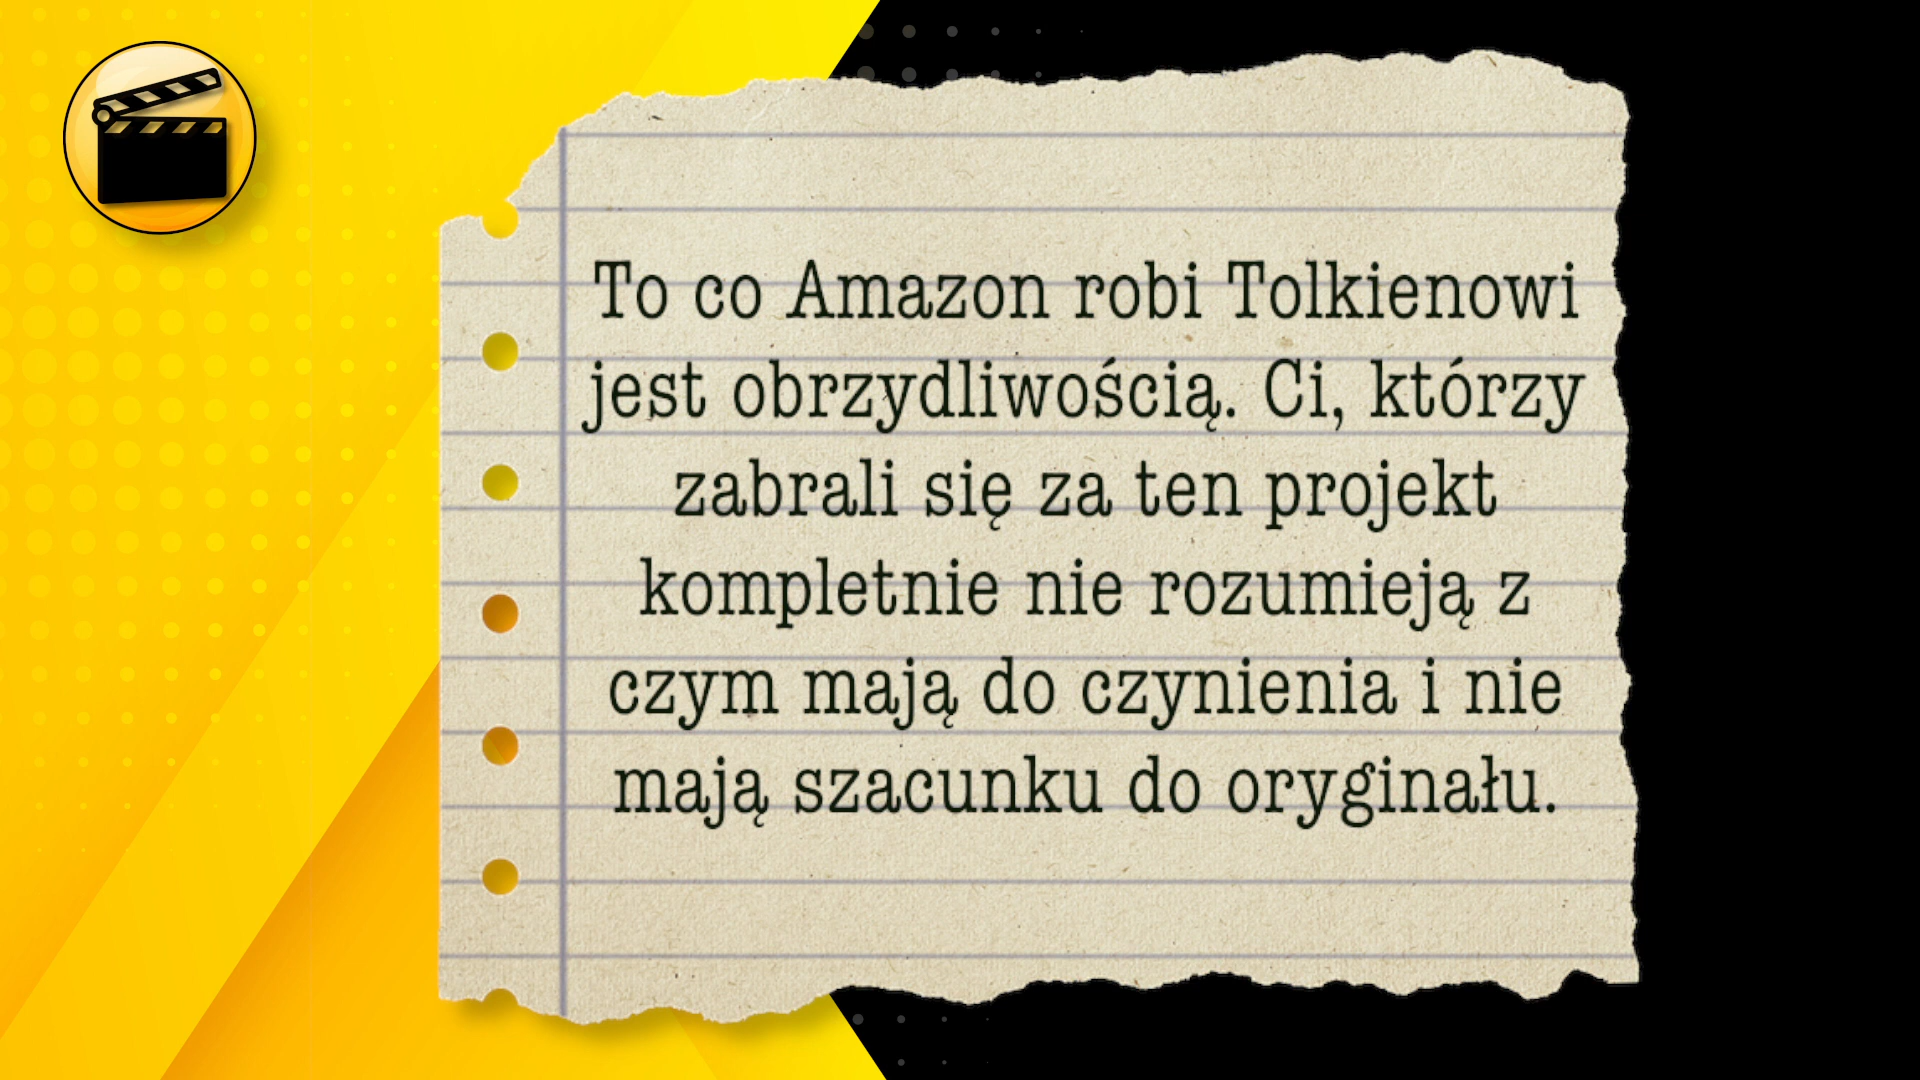 To co Amazon robi Tolkienowi
jest obrzydliwością. Ci, którzy
zabrali się za ten projekt
kompletnie nie rozumieją z
czym mają do czynienia i nie
mają szacunku do oryginału.